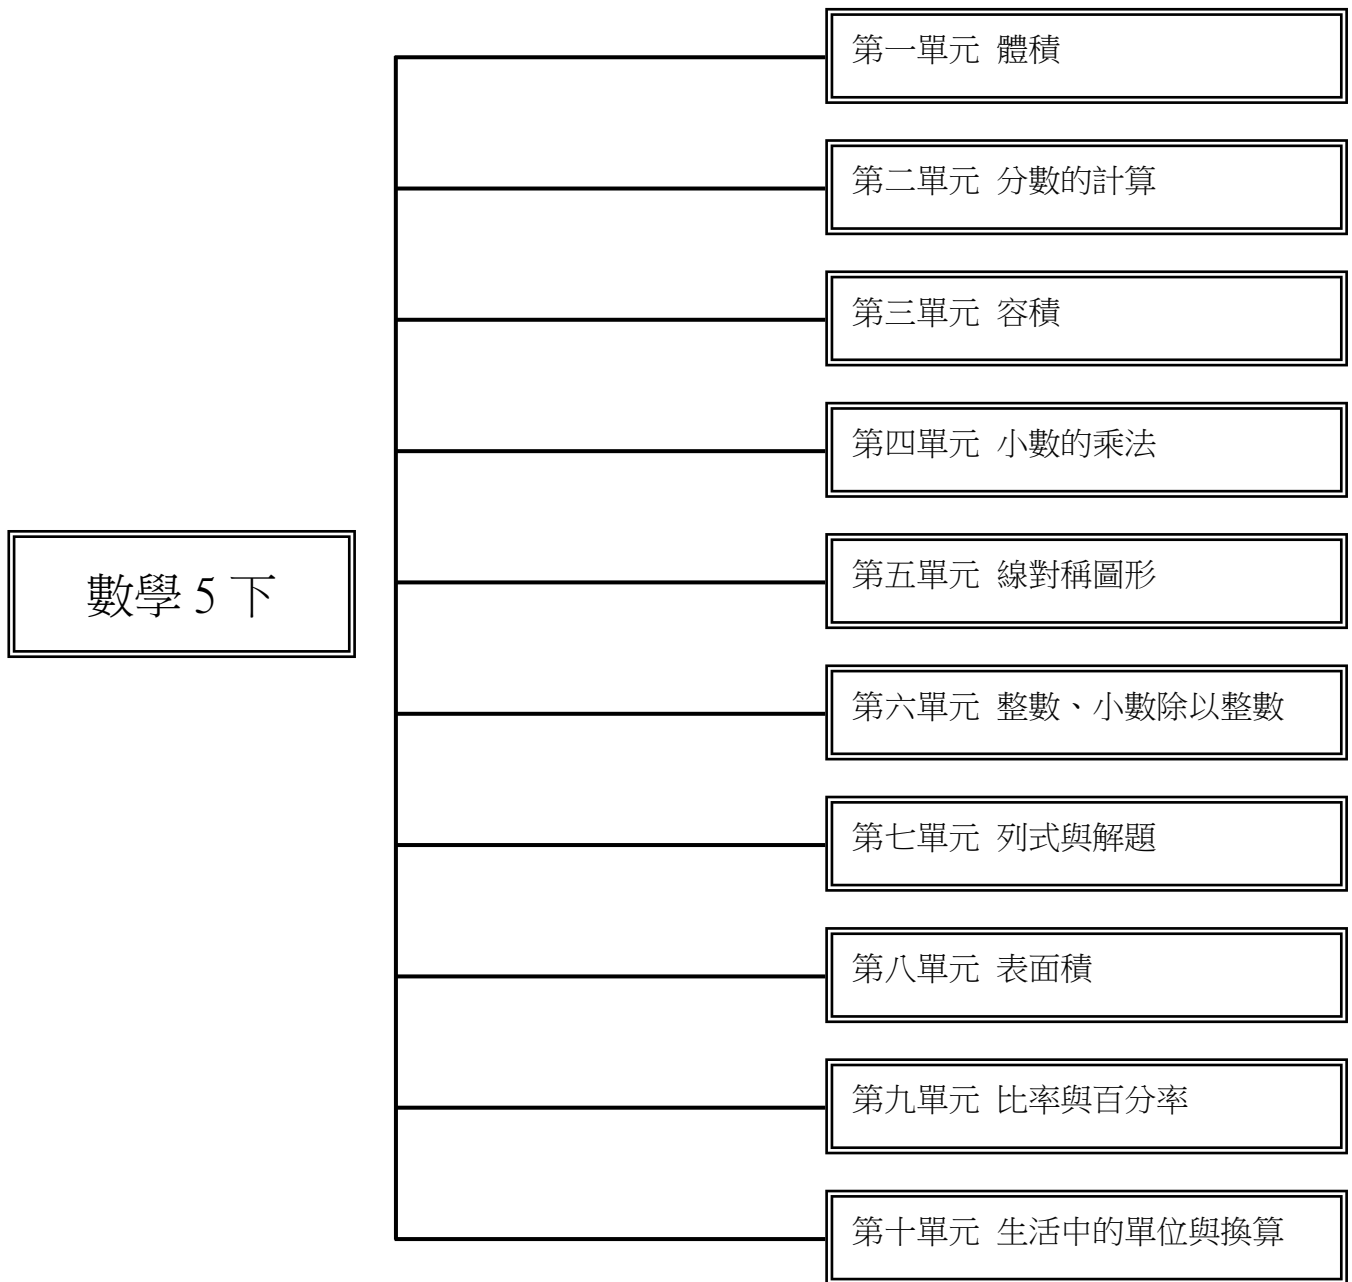 數學 5 下
第一單元 體積
第二單元 分數的計算
第三單元 容積
第四單元 小數的乘法
第五單元 線對稱圖形
第六單元 整數、小數除以整數
第七單元 列式與解題
第八單元 表面積
第九單元 比率與百分率
第十單元 生活中的單位與換算